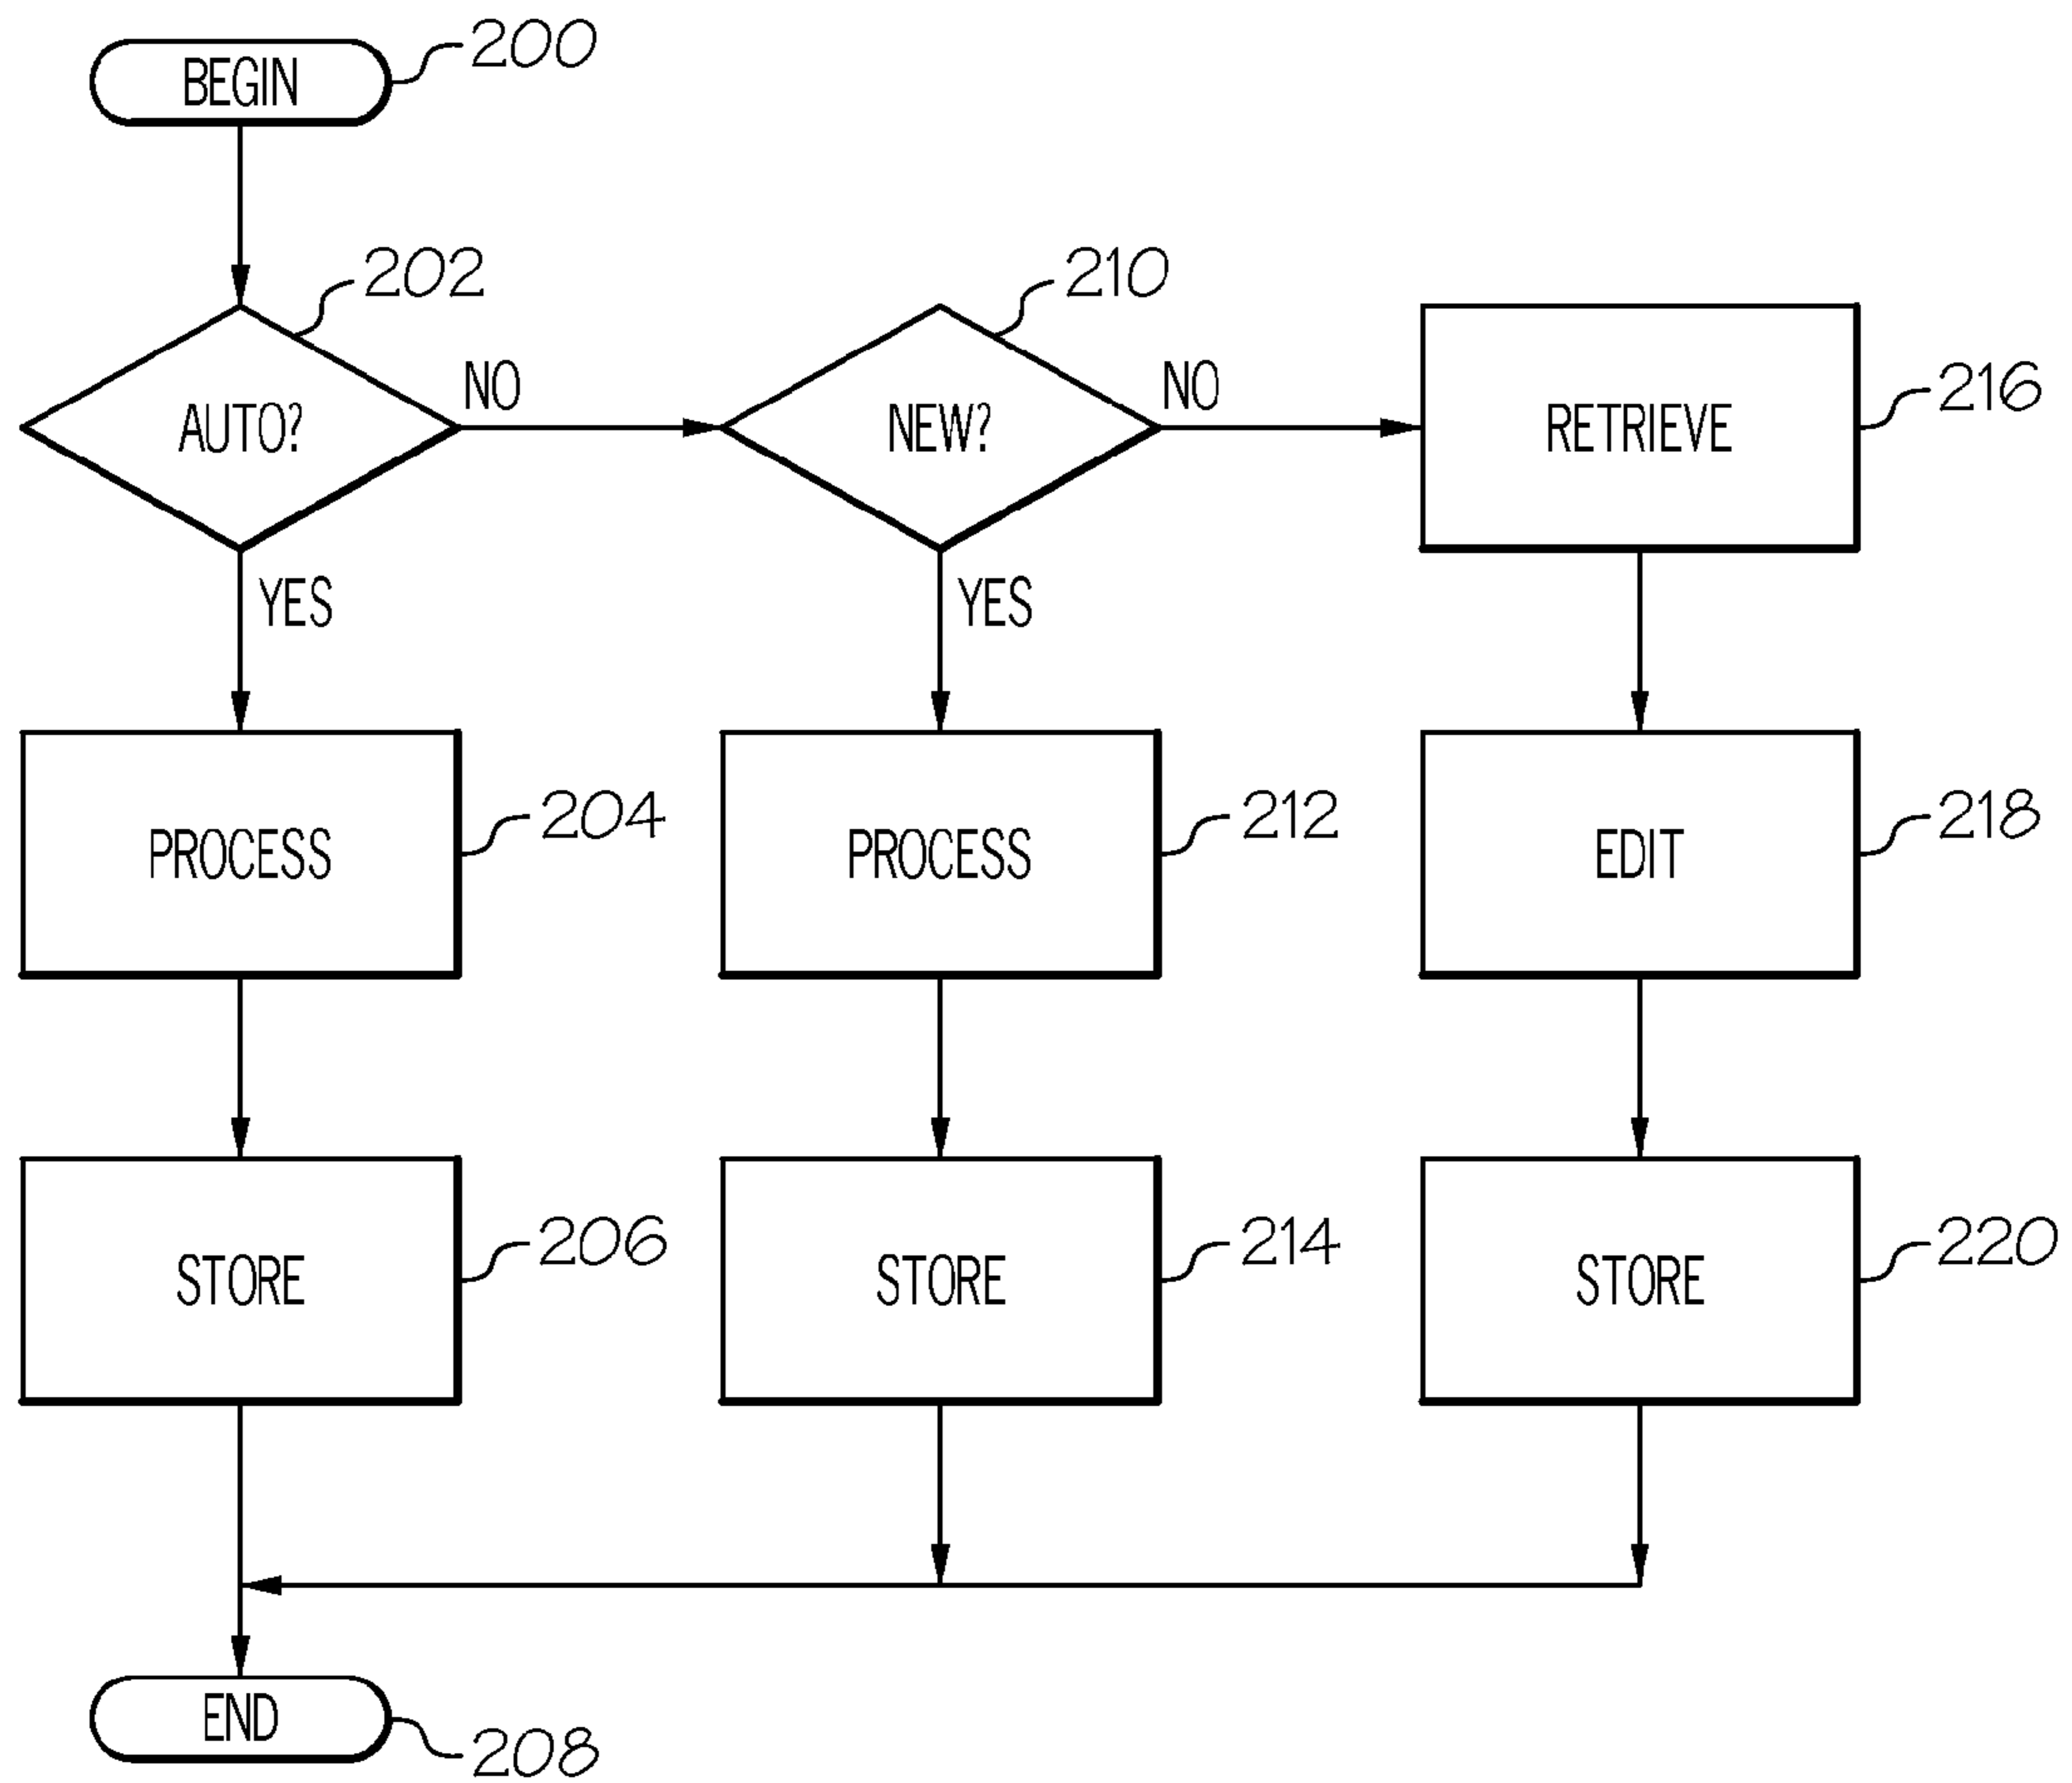 BEGIN
200
202
210
AUTO?
NO
NEW?
NO
RETRIEVE
216
YES
YES
PROCESS
204
PROCESS
212
EDIT
218
STORE
206
STORE
214
STORE
220
END
208